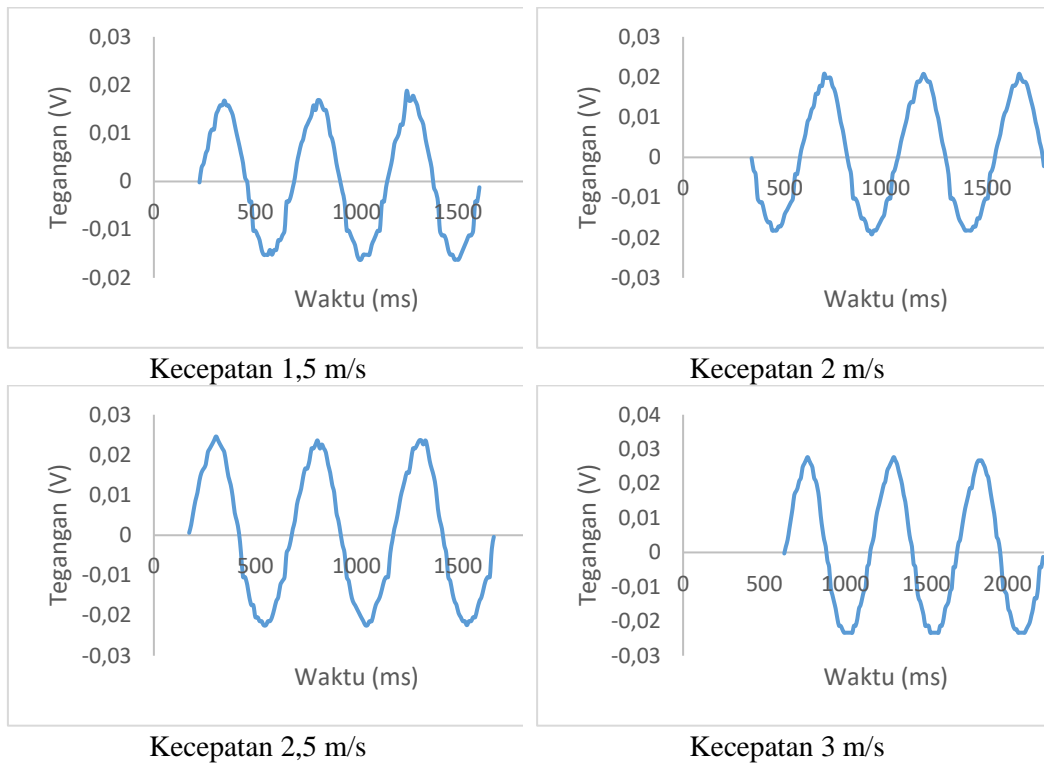 0,03
0,02
0,01
0
-0,01
-0,02
0 500 1000 1500
Tegangan (V)
Waktu (ms)
Kecepatan 1,5 m/s
0,03
0,02
0,01
0
-0,01
-0,02
-0,03
0 500 1000 1500
Tegangan (V)
Waktu (ms)
Kecepatan 2 m/s
0,03
0,02
0,01
0
-0,01
-0,02
-0,03
0 500 1000 1500
Tegangan (V)
Waktu (ms)
Kecepatan 2,5 m/s
0,04
0,03
0,02
0,01
0
-0,01
-0,02
-0,03
0 500 1000 1500 2000
Tegangan (V)
Waktu (ms)
Kecepatan 3 m/s